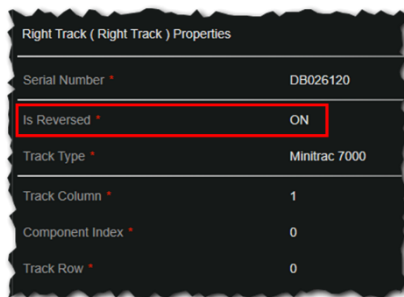 Right Track ( Right Track ) Properties
Serial Number * DB026120
Is Reversed * ON
Track Type * Minitrac 7000
Track Column * 1
Component Index * 0
Track Row * 0